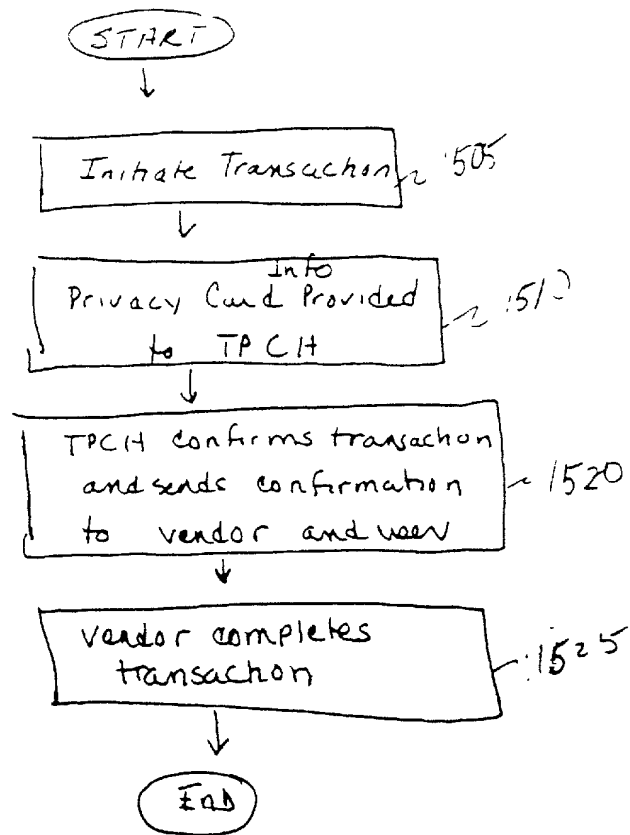 START
Initiate Transaction
1505
Info
Privacy Card Provided
to TPCH
1510
TPCH confirms transaction
and sends confirmation
to vendor and user
1520
vendor completes
transaction
1525
End